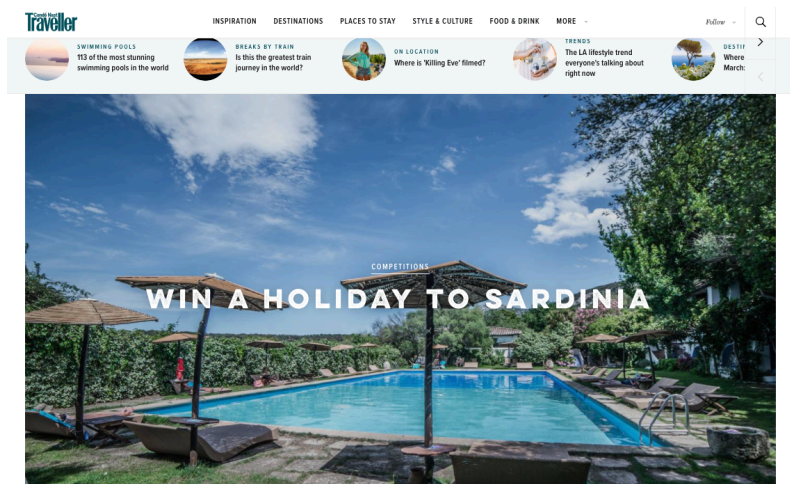 Condé Nast
Traveller
INSPIRATION
DESTINATIONS
PLACES TO STAY
STYLE & CULTURE
FOOD & DRINK
MORE
Follow
SWIMMING POOLS
113 of the most stunning
swimming pools in the world
BREAKS BY TRAIN
Is this the greatest train
journey in the world?
ON LOCATION
Where is 'Killing Eve' filmed?
TRENDS
The LA lifestyle trend
everyone's talking about
right now
DESTIN
Where
March:
COMPETITIONS
WIN A HOLIDAY TO SARDINIA